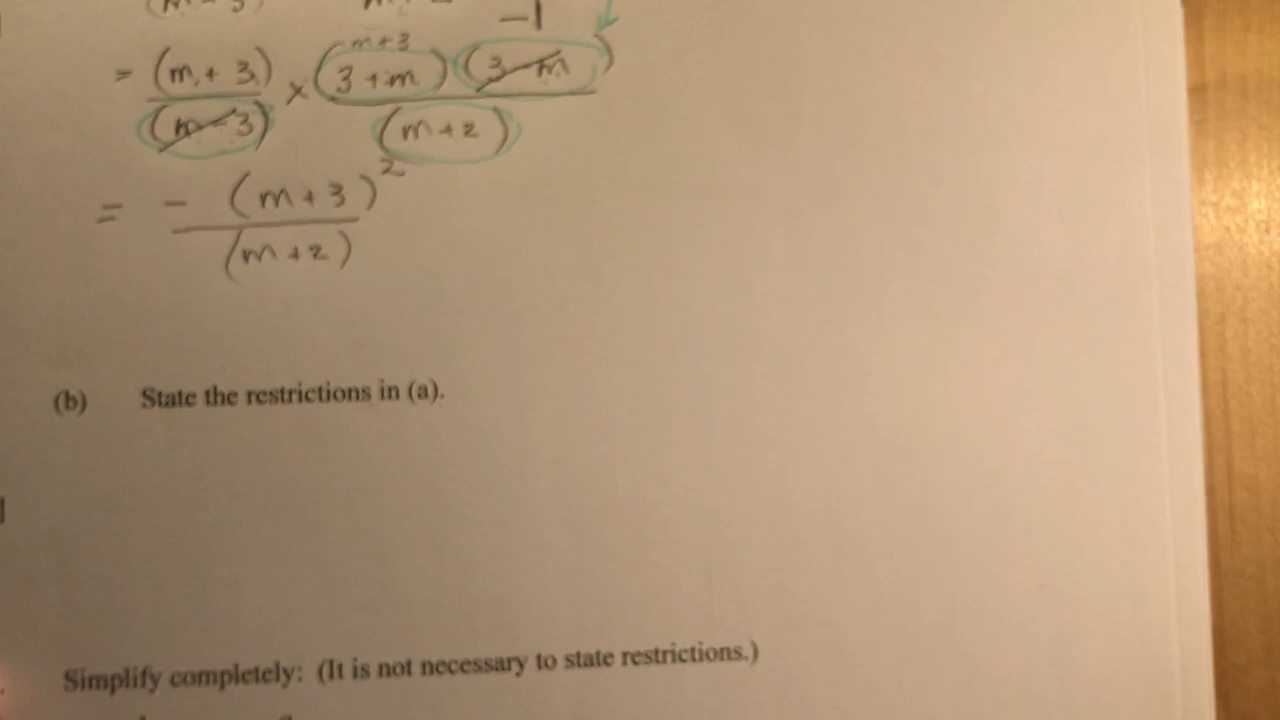 -1
m+3
= (m + 3) × (3 + m) (3 - m)
(m - 3) (m + 2)
= - (m + 3)²
(m + 2)
(b) State the restrictions in (a).
Simplify completely: (It is not necessary to state restrictions.)